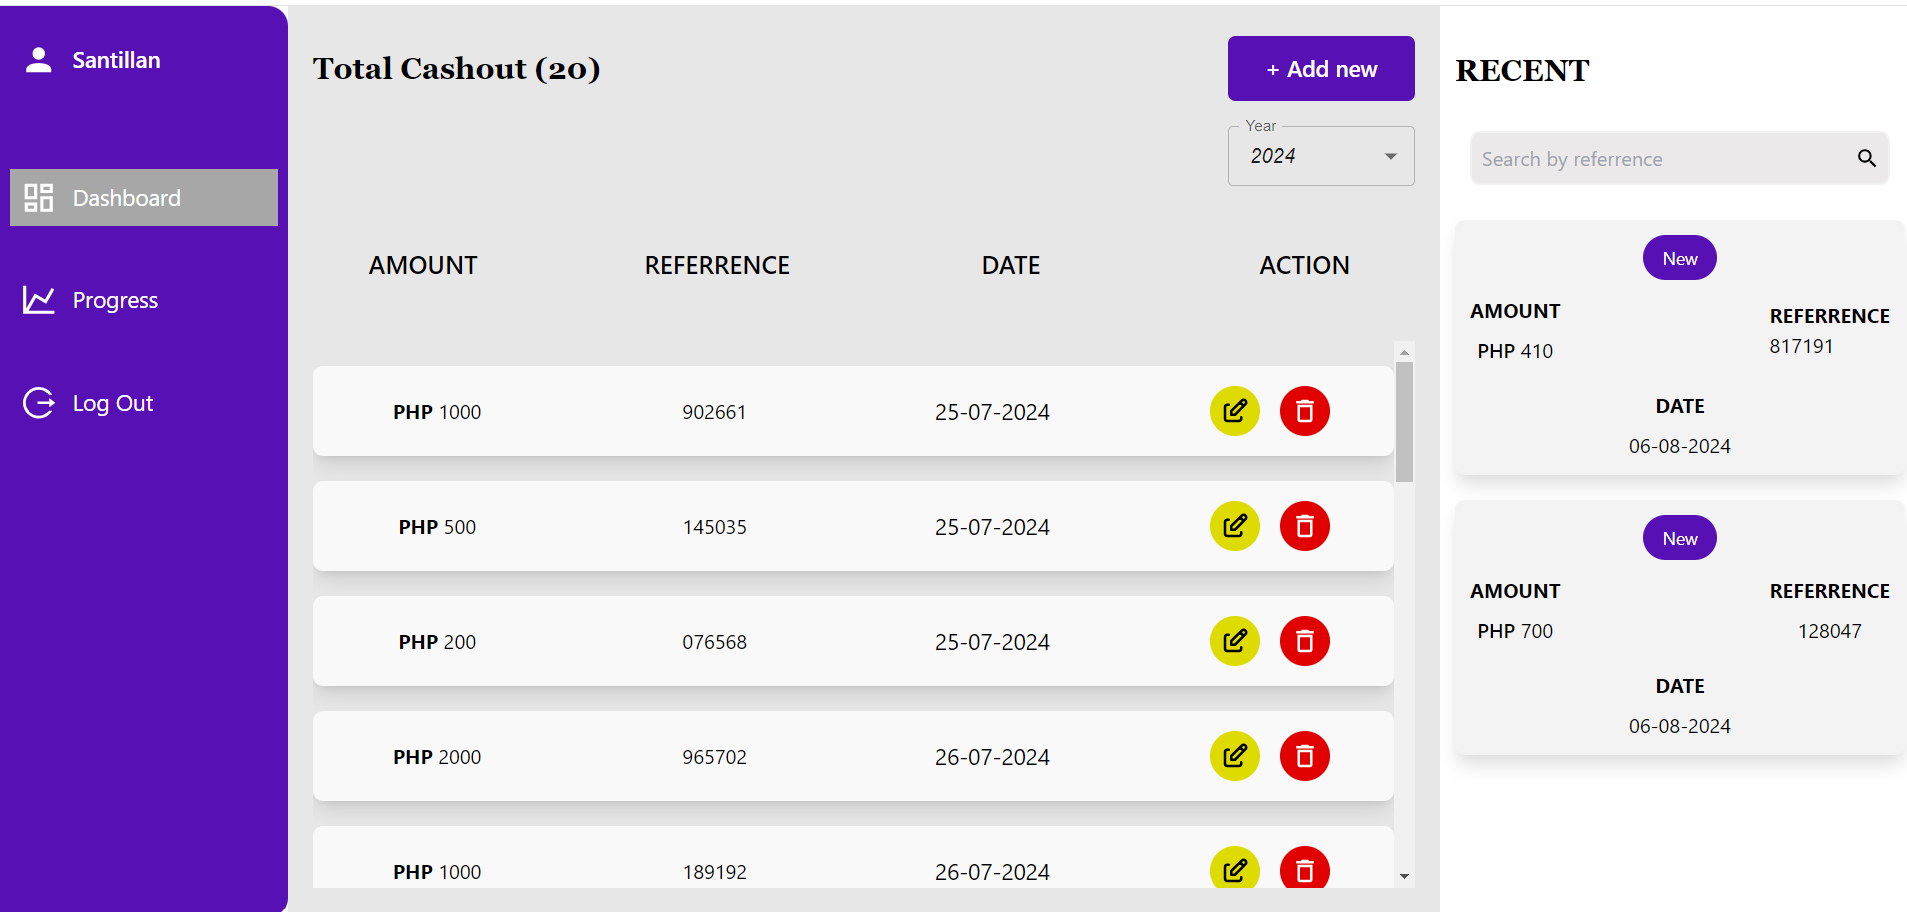 Santillan
Dashboard
Progress
Log Out
Total Cashout (20)
+ Add new
Year
2024
AMOUNT REFERRENCE DATE ACTION
PHP 1000 902661 25-07-2024
PHP 500 145035 25-07-2024
PHP 200 076568 25-07-2024
PHP 2000 965702 26-07-2024
PHP 1000 189192 26-07-2024
RECENT
Search by referrence
New
AMOUNT REFERRENCE
PHP 410 817191
DATE
06-08-2024
New
AMOUNT REFERRENCE
PHP 700 128047
DATE
06-08-2024